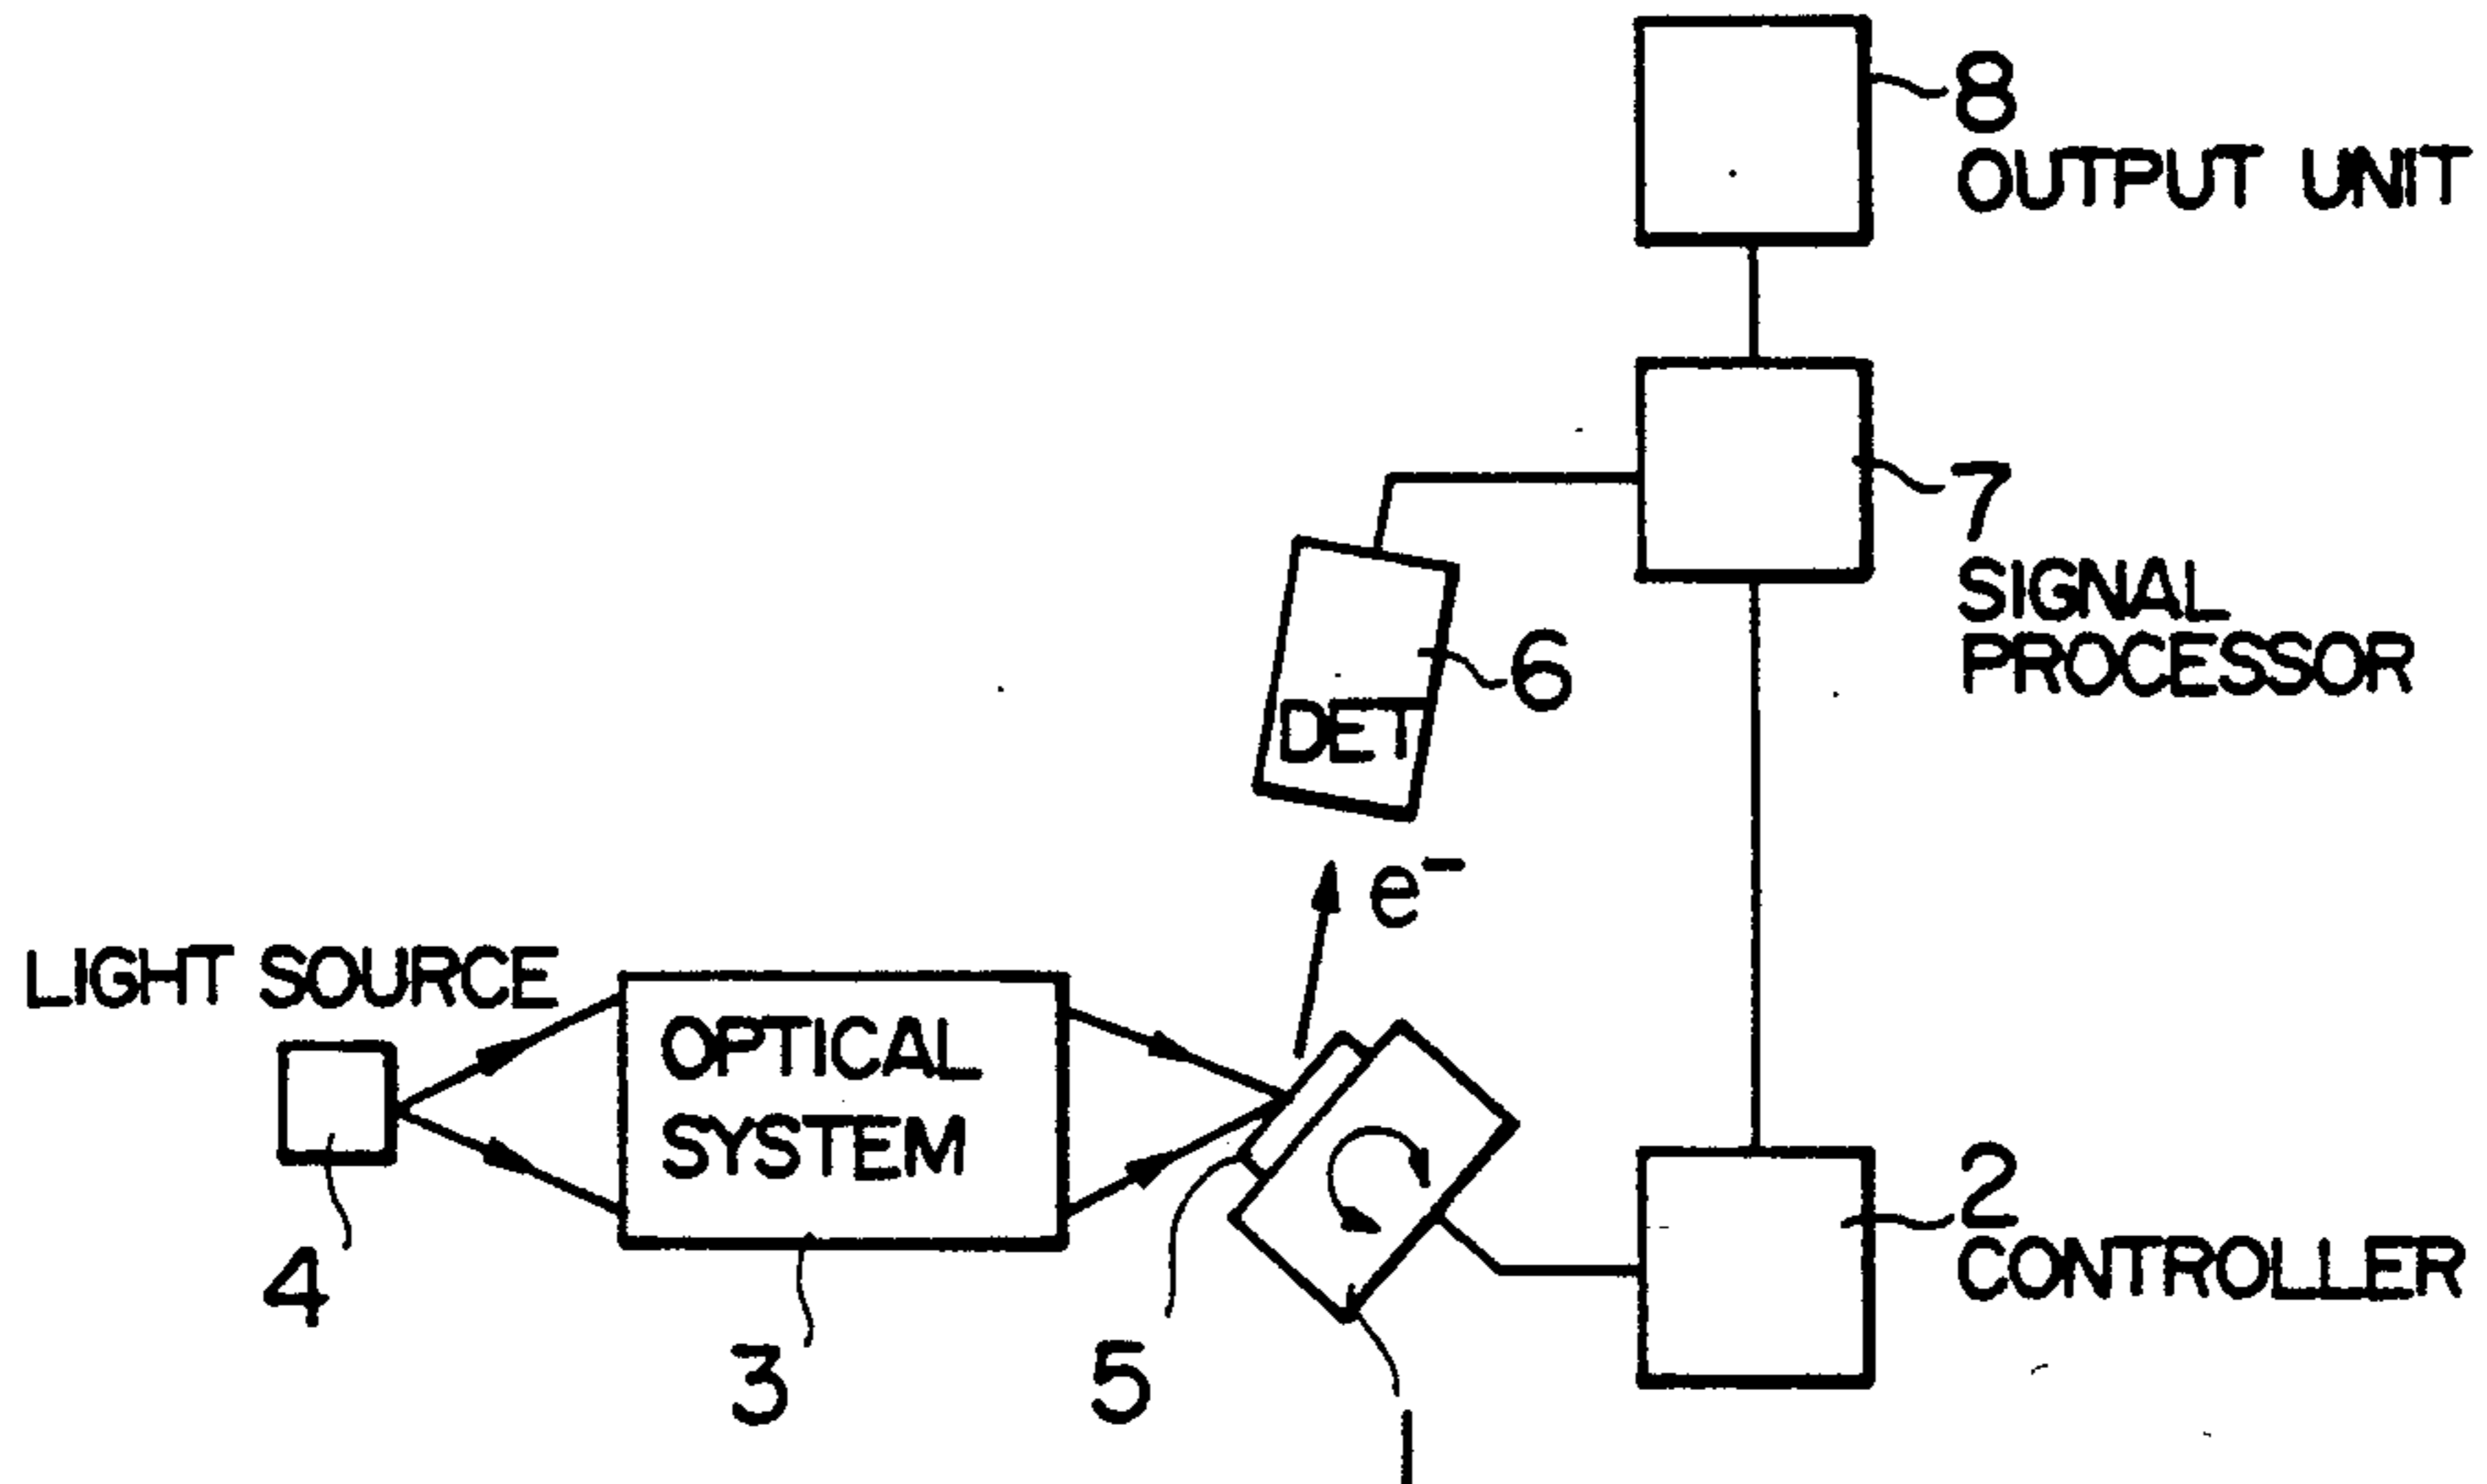 8
OUTPUT UNIT
7
SIGNAL
PROCESSOR
6
DET
e⁻
LIGHT SOURCE
OPTICAL
SYSTEM
4
3
5
2
CONTROLLER
1